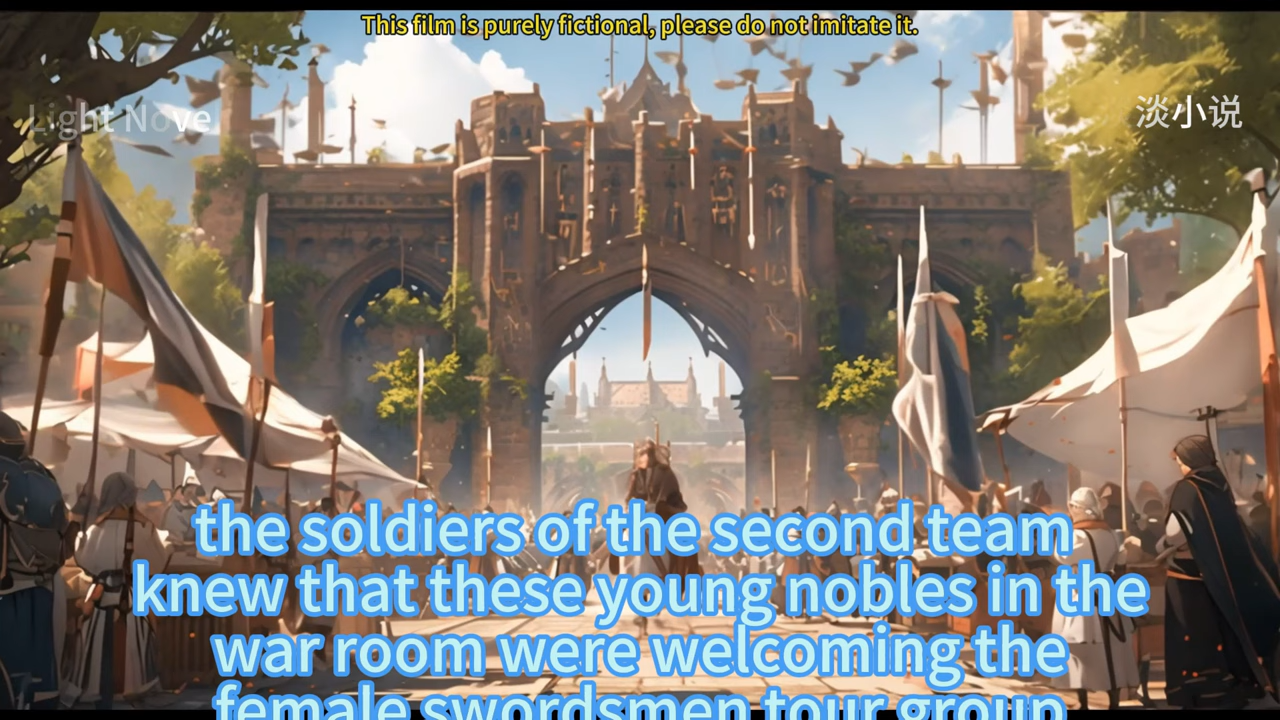 This film is purely fictional, please do not imitate it.
Light Nove
淡小说
the soldiers of the second team
knew that these young nobles in the
war room were welcoming the
female swordsmen tour group